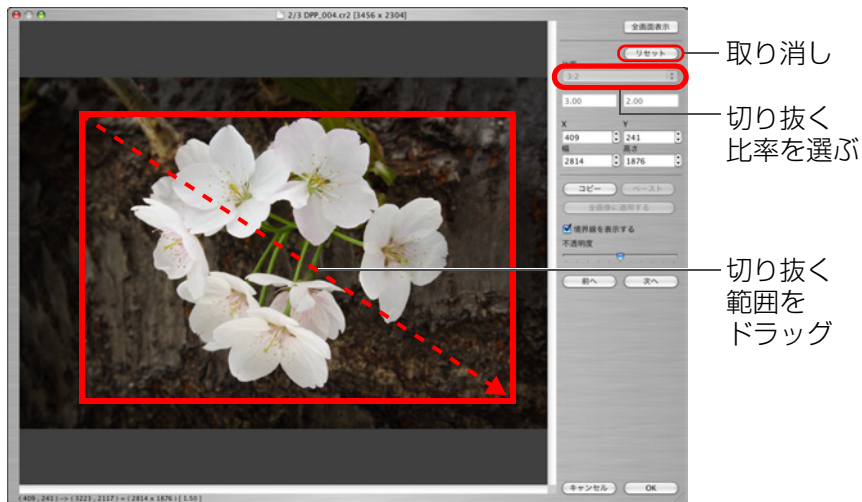 2/3 DPP_004.cr2 [3456 x 2304]
全画面表示
リセット
取り消し
3:2
3.00 2.00
切り抜く
比率を選ぶ
X Y
409 241
幅 高さ
2814 1876
コピー ペースト
全画像に適用する
境界線を表示する
不透明度
切り抜く
範囲を
ドラッグ
前へ 次へ
キャンセル OK
( 409 , 241 ) -> ( 3223 , 2117 ) = ( 2814 x 1876 ) [ 1.50 ]